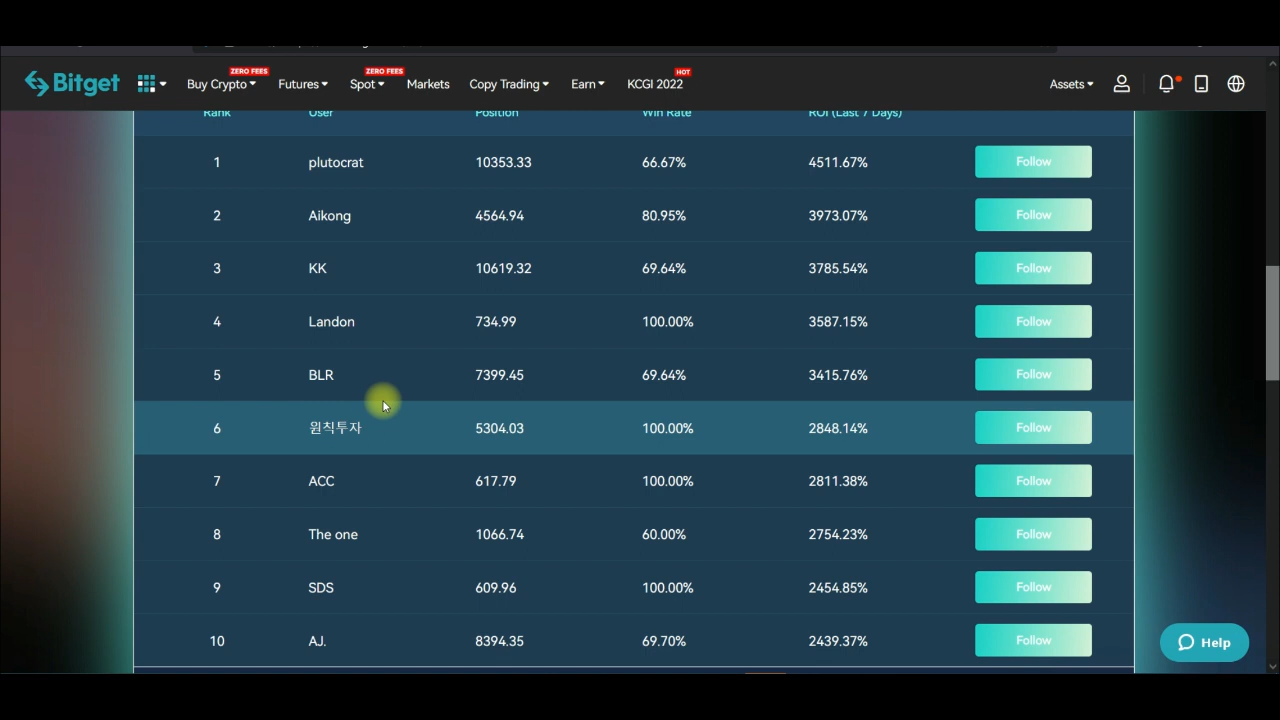 Bitget
Buy Crypto ZERO FEES Futures Spot ZERO FEES Markets Copy Trading Earn KCGI 2022 HOT Assets
Rank User Position Win Rate ROI (Last 7 Days)
1 plutocrat 10353.33 66.67% 4511.67% Follow
2 Aikong 4564.94 80.95% 3973.07% Follow
3 KK 10619.32 69.64% 3785.54% Follow
4 Landon 734.99 100.00% 3587.15% Follow
5 BLR 7399.45 69.64% 3415.76% Follow
6 원칙투자 5304.03 100.00% 2848.14% Follow
7 ACC 617.79 100.00% 2811.38% Follow
8 The one 1066.74 60.00% 2754.23% Follow
9 SDS 609.96 100.00% 2454.85% Follow
10 AJ. 8394.35 69.70% 2439.37% Follow
Help